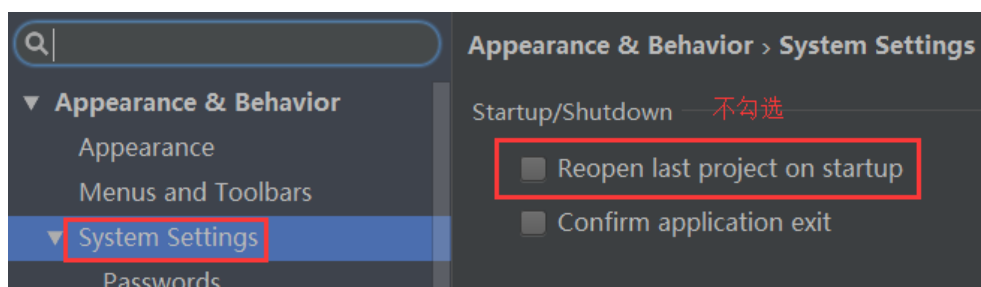 Appearance & Behavior
Appearance
Menus and Toolbars
System Settings
Passwords
Appearance & Behavior › System Settings
Startup/Shutdown 不勾选
Reopen last project on startup
Confirm application exit